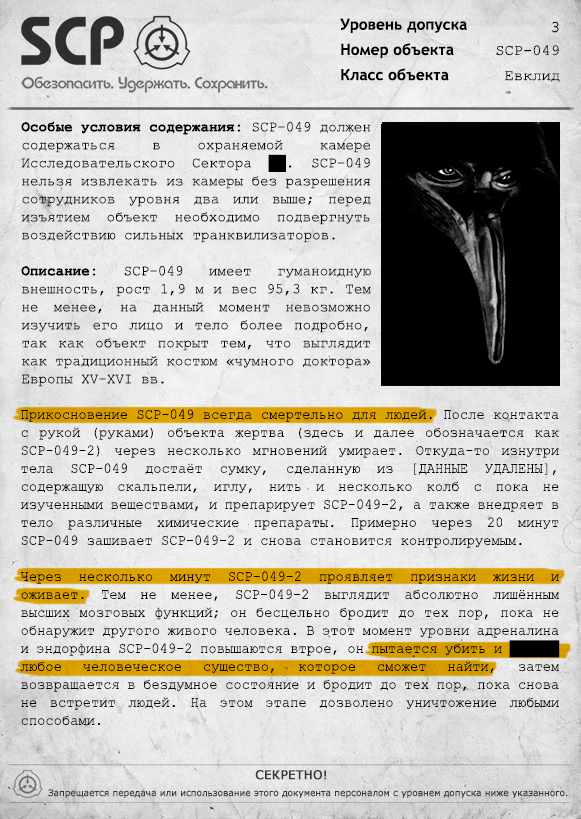 SCP
Обезопасить. Удержать. Сохранить.
Уровень допуска 3
Номер объекта SCP-049
Класс объекта Евклид
Особые условия содержания: SCP-049 должен
содержаться в охраняемой камере
Исследовательского Сектора . SCP-049
нельзя извлекать из камеры без разрешения
сотрудников уровня два или выше; перед
изъятием объект необходимо подвергнуть
воздействию сильных транквилизаторов.
Описание: SCP-049 имеет гуманоидную
внешность, рост 1,9 м и вес 95,3 кг. Тем
не менее, на данный момент невозможно
изучить его лицо и тело более подробно,
так как объект покрыт тем, что выглядит
как традиционный костюм «чумного доктора»
Европы XV-XVI вв.
Прикосновение SCP-049 всегда смертельно для людей. После контакта
с рукой (руками) объекта жертва (здесь и далее обозначается как
SCP-049-2) через несколько мгновений умирает. Откуда-то изнутри
тела SCP-049 достаёт сумку, сделанную из [ДАННЫЕ УДАЛЕНЫ],
содержащую скальпели, иглу, нить и несколько колб с пока не
изученными веществами, и препарирует SCP-049-2, а также внедряет в
тело различные химические препараты. Примерно через 20 минут
SCP-049 зашивает SCP-049-2 и снова становится контролируемым.
Через несколько минут SCP-049-2 проявляет признаки жизни и
оживает. Тем не менее, SCP-049-2 выглядит абсолютно лишённым
высших мозговых функций; он бесцельно бродит до тех пор, пока не
обнаружит другого живого человека. В этот момент уровни адреналина
и эндорфина SCP-049-2 повышаются втрое, он пытается убить и
любое человеческое существо, которое сможет найти, затем
возвращается в бездумное состояние и бродит до тех пор, пока снова
не встретит людей. На этом этапе дозволено уничтожение любыми
способами.
СЕКРЕТНО!
Запрещается передача или использование этого документа персоналом с уровнем допуска ниже указанного.